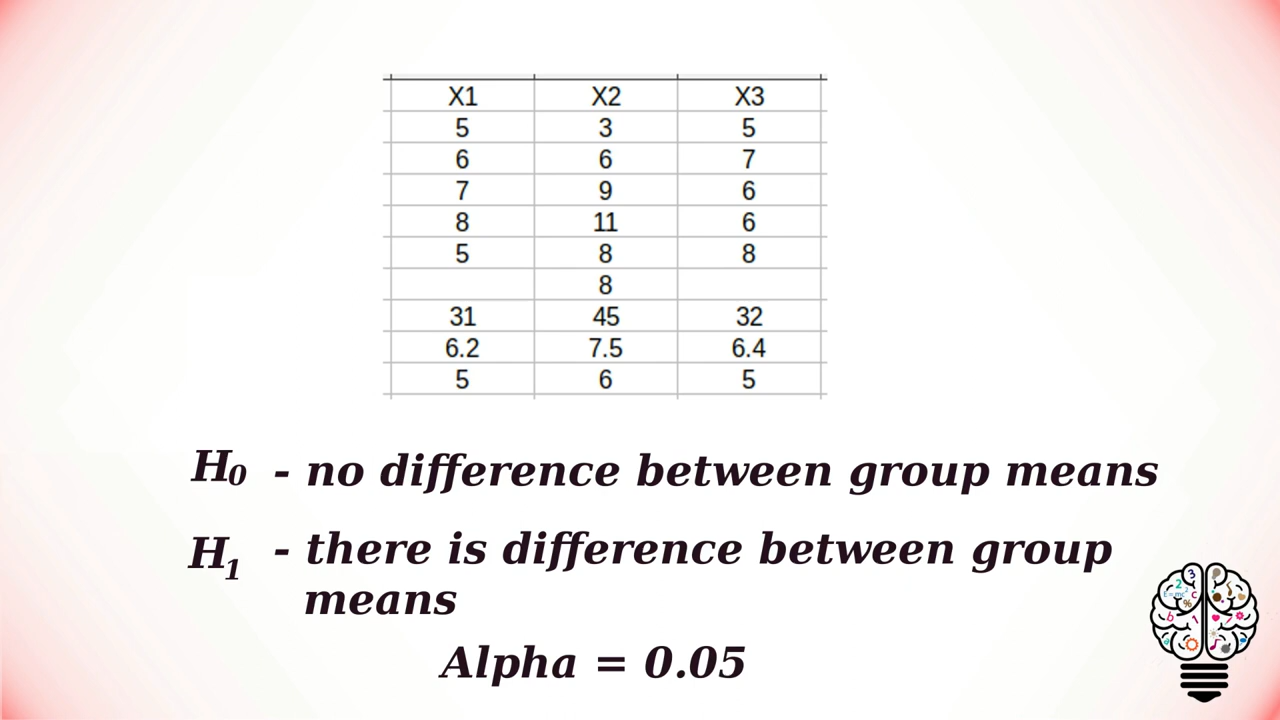 X1 X2 X3
5 3 5
6 6 7
7 9 6
8 11 6
5 8 8
8
31 45 32
6.2 7.5 6.4
5 6 5
H₀ - no difference between group means
H₁ - there is difference between group
means
Alpha = 0.05